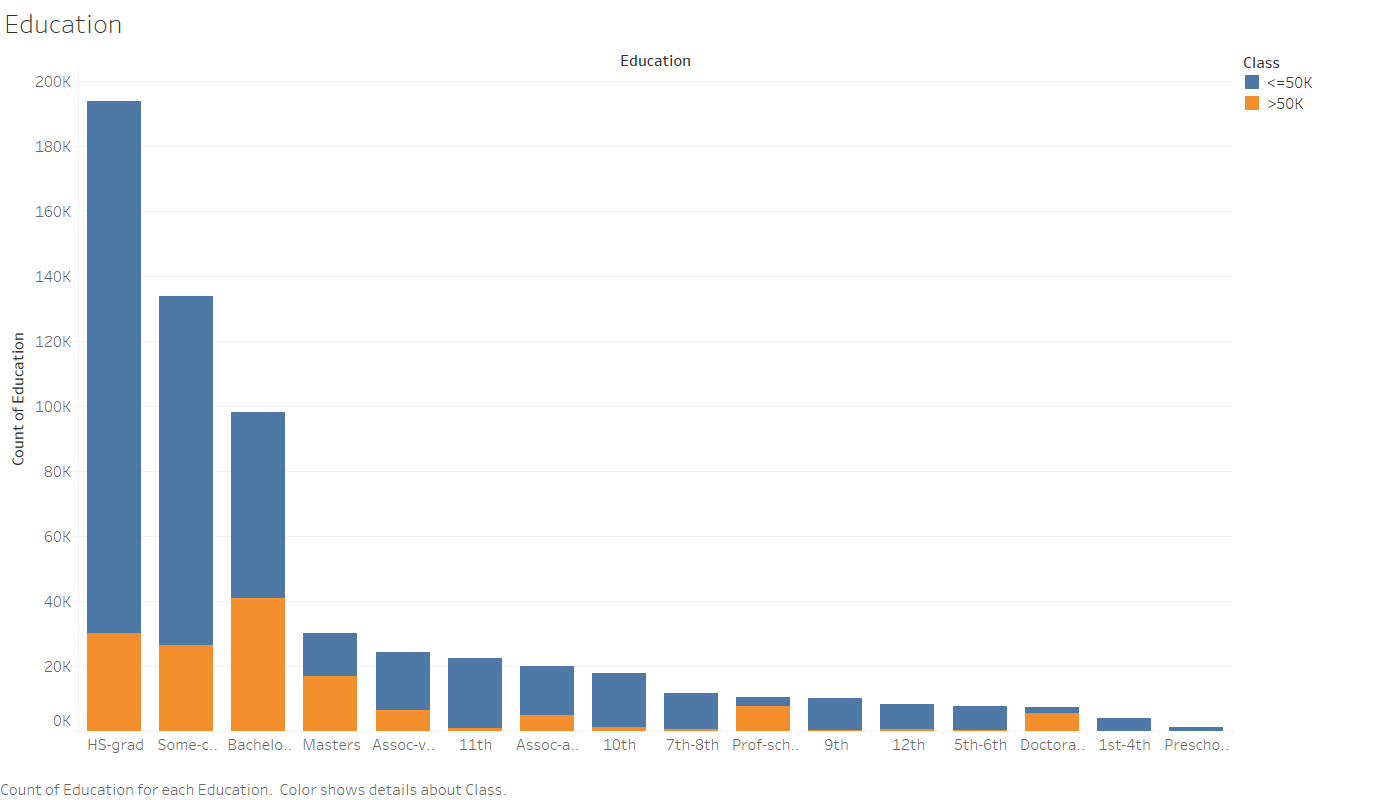 Education
Education
Class
<=50K
>50K
200K
180K
160K
140K
120K
100K
80K
60K
40K
20K
0K
Count of Education
HS-grad Some-c.. Bachelo.. Masters Assoc-v.. 11th Assoc-a.. 10th 7th-8th Prof-sch.. 9th 12th 5th-6th Doctora.. 1st-4th Prescho..
Count of Education for each Education. Color shows details about Class.